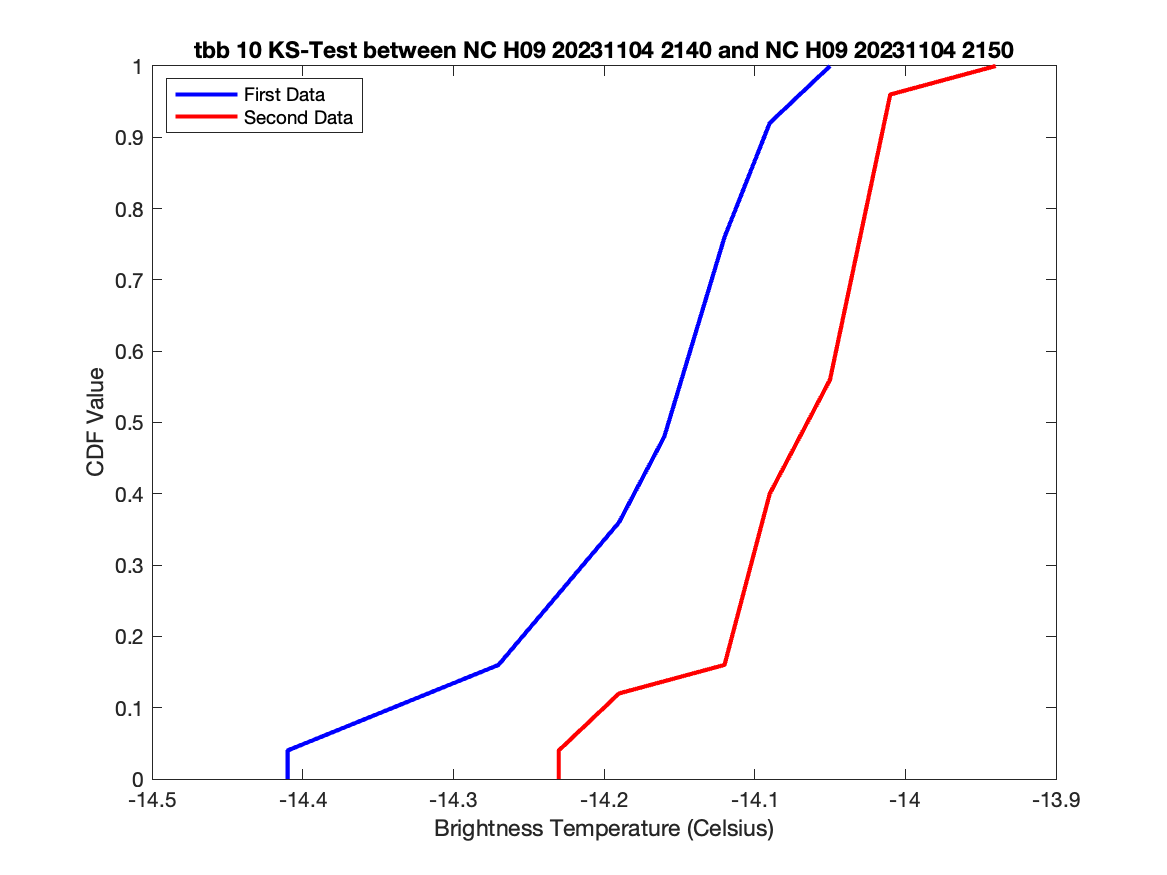 tbb 10 KS-Test between NC H09 20231104 2140 and NC H09 20231104 2150
First Data
Second Data
1
0.9
0.8
0.7
0.6
0.5
0.4
0.3
0.2
0.1
0
CDF Value
-14.5 -14.4 -14.3 -14.2 -14.1 -14 -13.9
Brightness Temperature (Celsius)